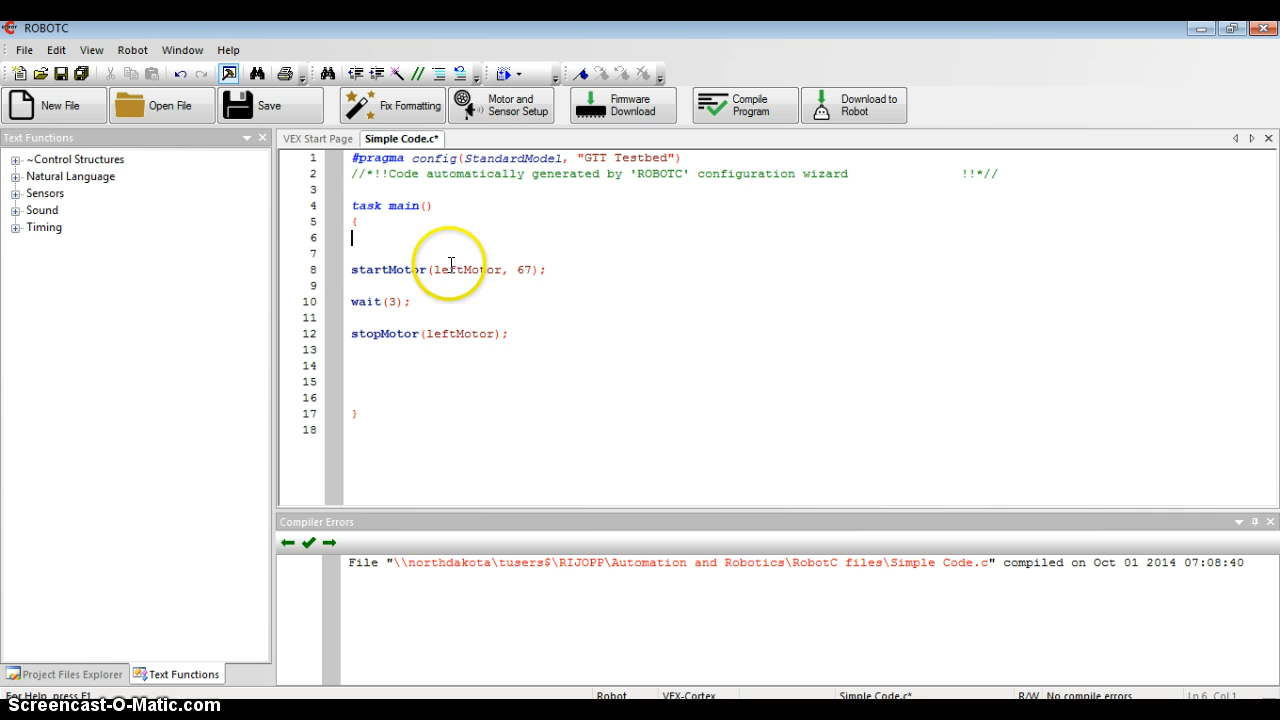 ROBOTC
File Edit View Robot Window Help
New File Open File Save Fix Formatting Motor and Sensor Setup Firmware Download Compile Program Download to Robot
Text Functions
VEX Start Page Simple Code.c*
~Control Structures
Natural Language
Sensors
Sound
Timing
1 #pragma config(StandardModel, "GTT Testbed")
2 //*!!Code automatically generated by 'ROBOTC' configuration wizard !!*//
3
4 task main()
5 {
6
7
8 startMotor(leftMotor, 67);
9
10 wait(3);
11
12 stopMotor(leftMotor);
13
14
15
16
17 }
18
Compiler Errors
File "\\northdakota\tusers$\RIJOPP\Automation and Robotics\RobotC files\Simple Code.c" compiled on Oct 01 2014 07:08:40
Project Files Explorer Text Functions
For Help, press F1 Robot VEX-Cortex Simple Code.c* R/W No compile errors Ln 6, Col 1
Screencast-O-Matic.com